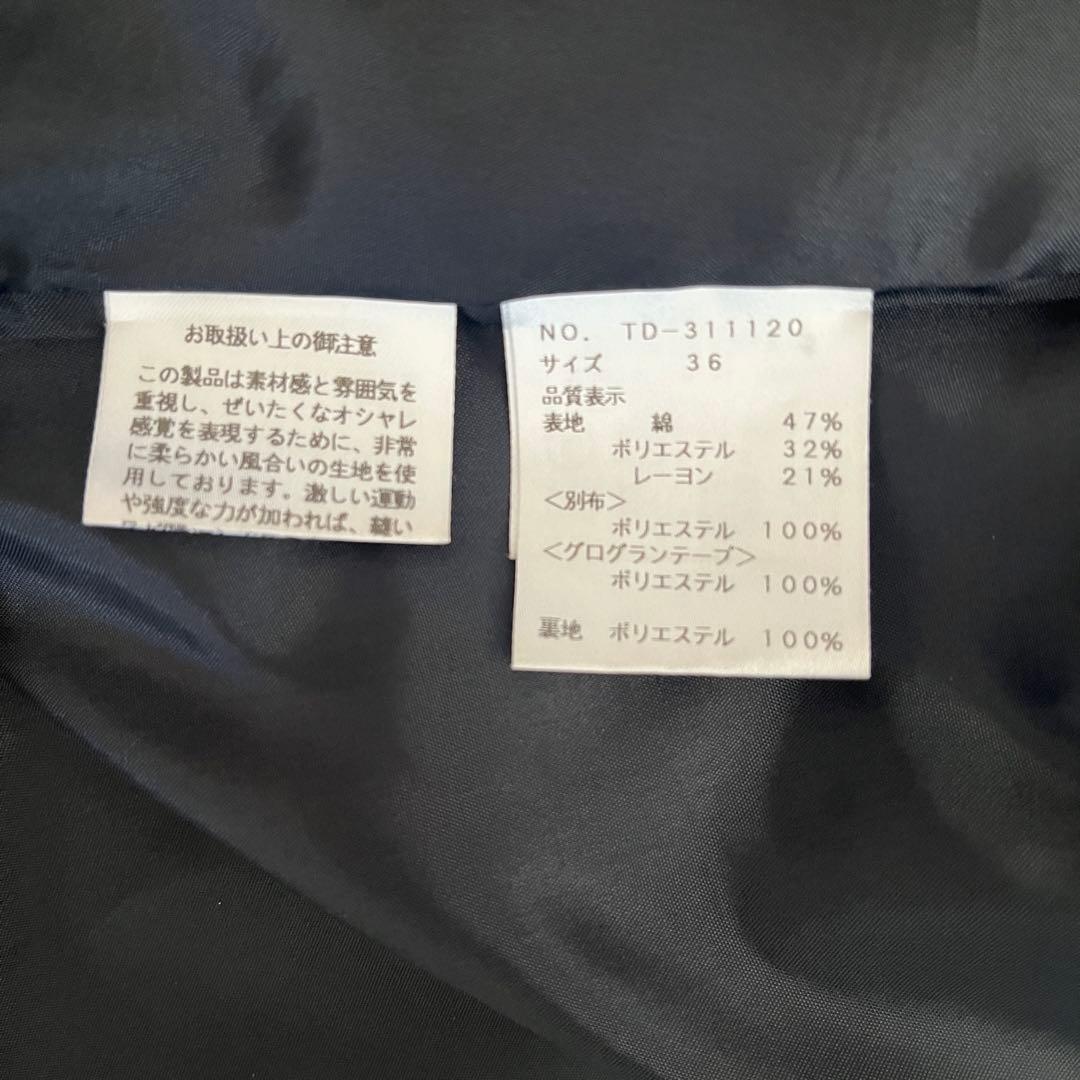 お取扱い上の御注意
この製品は素材感と雰囲気を
重視し、ぜいたくなオシャレ
感覚を表現するために、非常
に柔らかい風合いの生地を使
用しております。激しい運動
や強度な力が加われば、縫い
NO. TD-311120
サイズ 36
品質表示
表地 綿 47%
ポリエステル 32%
レーヨン 21%
<別布>
ポリエステル 100%
<グログランテープ>
ポリエステル 100%
裏地 ポリエステル 100%